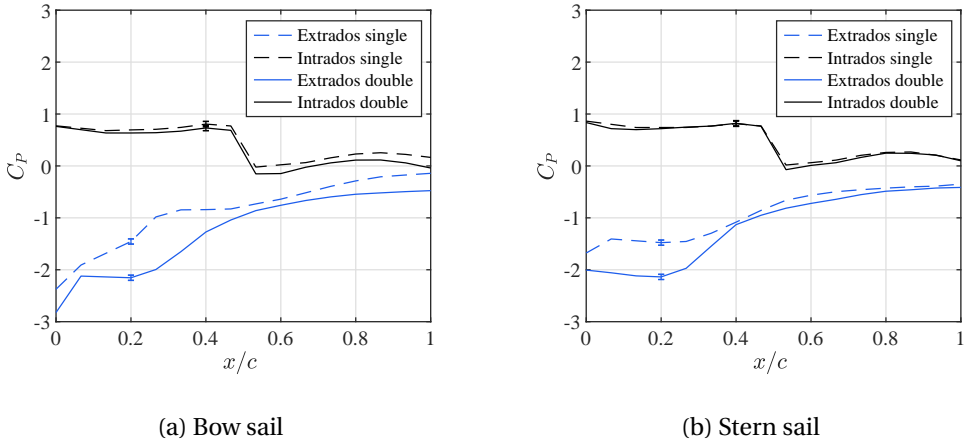 3
2
1
0
-1
-2
-3
C_P
0 0.2 0.4 0.6 0.8 1
x/c
Extrados single
Intrados single
Extrados double
Intrados double
(a) Bow sail
3
2
1
0
-1
-2
-3
C_P
0 0.2 0.4 0.6 0.8 1
x/c
Extrados single
Intrados single
Extrados double
Intrados double
(b) Stern sail